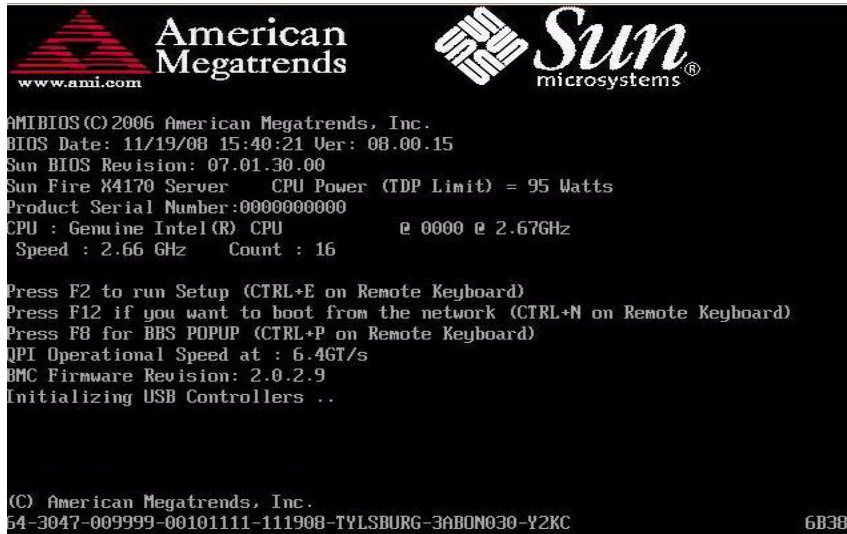 American
Megatrends
www.ami.com
Sun
microsystems
®
AMIBIOS(C)2006 American Megatrends, Inc.
BIOS Date: 11/19/08 15:40:21 Ver: 08.00.15
Sun BIOS Revision: 07.01.30.00
Sun Fire X4170 Server CPU Power (TDP Limit) = 95 Watts
Product Serial Number:0000000000
CPU : Genuine Intel(R) CPU @ 0000 @ 2.67GHz
Speed : 2.66 GHz Count : 16
Press F2 to run Setup (CTRL+E on Remote Keyboard)
Press F12 if you want to boot from the network (CTRL+N on Remote Keyboard)
Press F8 for BBS POPUP (CTRL+P on Remote Keyboard)
QPI Operational Speed at : 6.4GT/s
BMC Firmware Revision: 2.0.2.9
Initializing USB Controllers ..
(C) American Megatrends, Inc.
64-3047-009999-00101111-111908-TYLSBURG-3ABON030-Y2KC 6B38